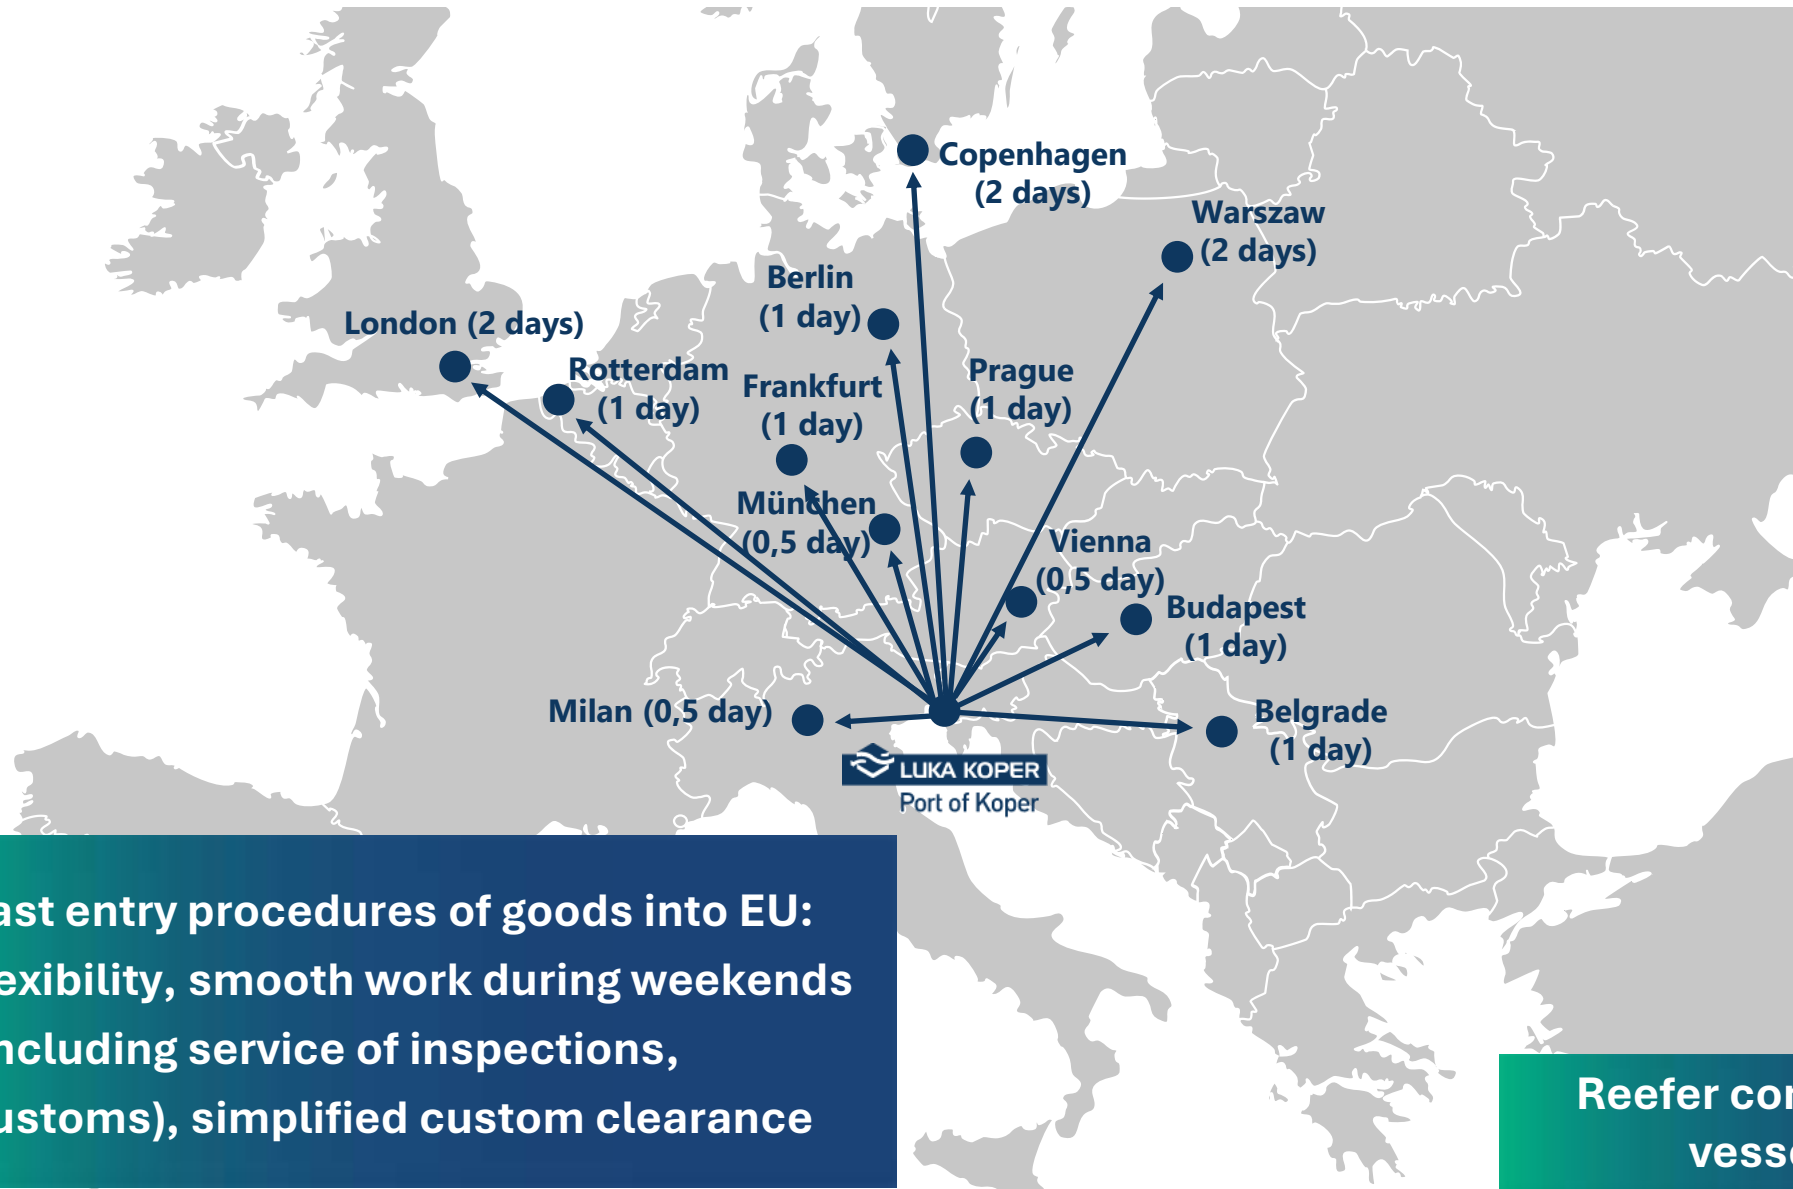 Copenhagen
(2 days)
Warszaw
(2 days)
Berlin
(1 day)
London (2 days)
Rotterdam
(1 day)
Frankfurt
(1 day)
Prague
(1 day)
München
(0,5 day)
Vienna
(0,5 day)
Budapest
(1 day)
Milan (0,5 day)
Belgrade
(1 day)
LUKA KOPER
Port of Koper
ast entry procedures of goods into EU:
exibility, smooth work during weekends
ncluding service of inspections,
ustoms), simplified custom clearance
Reefer cor
vesse